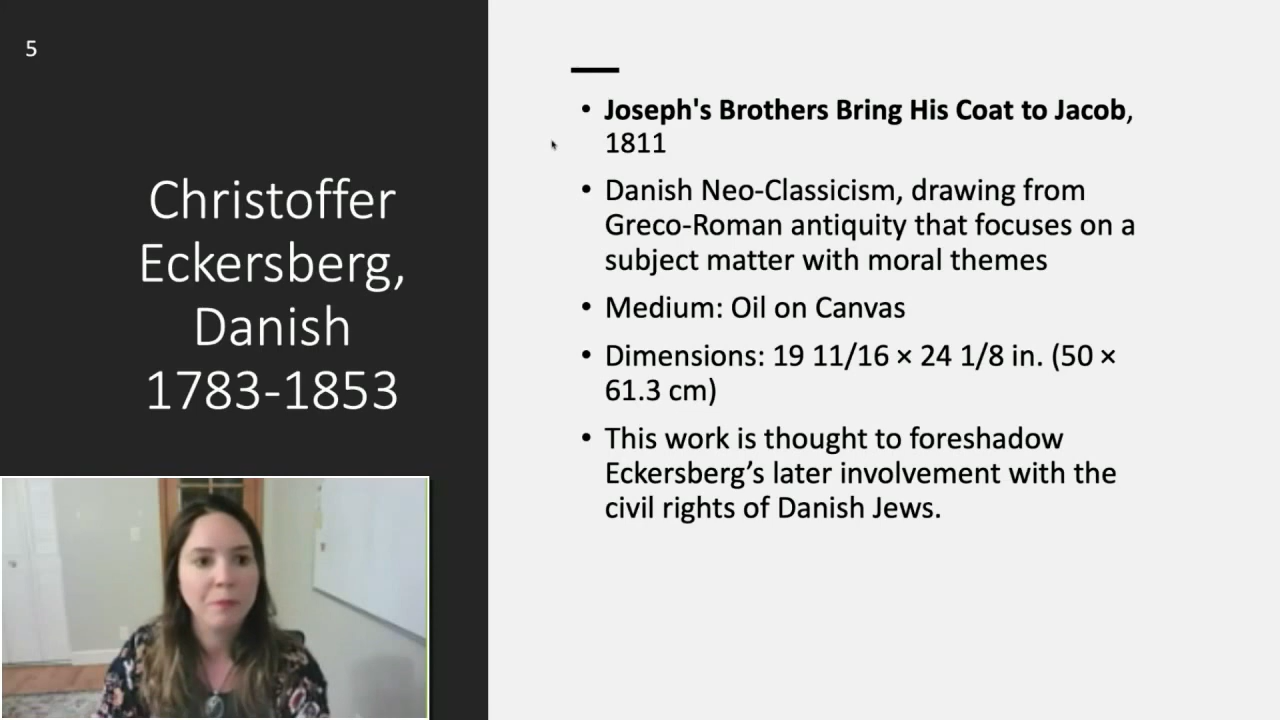 5
Christoffer
Eckersberg,
Danish
1783-1853
• Joseph's Brothers Bring His Coat to Jacob,
1811
• Danish Neo-Classicism, drawing from
Greco-Roman antiquity that focuses on a
subject matter with moral themes
• Medium: Oil on Canvas
• Dimensions: 19 11/16 × 24 1/8 in. (50 ×
61.3 cm)
• This work is thought to foreshadow
Eckersberg’s later involvement with the
civil rights of Danish Jews.